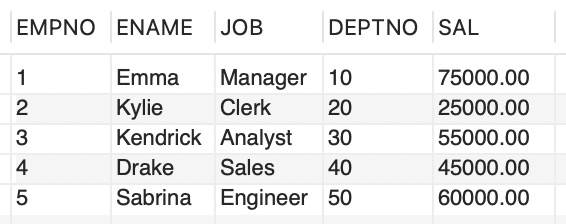 EMPNO ENAME JOB DEPTNO SAL
1 Emma Manager 10 75000.00
2 Kylie Clerk 20 25000.00
3 Kendrick Analyst 30 55000.00
4 Drake Sales 40 45000.00
5 Sabrina Engineer 50 60000.00